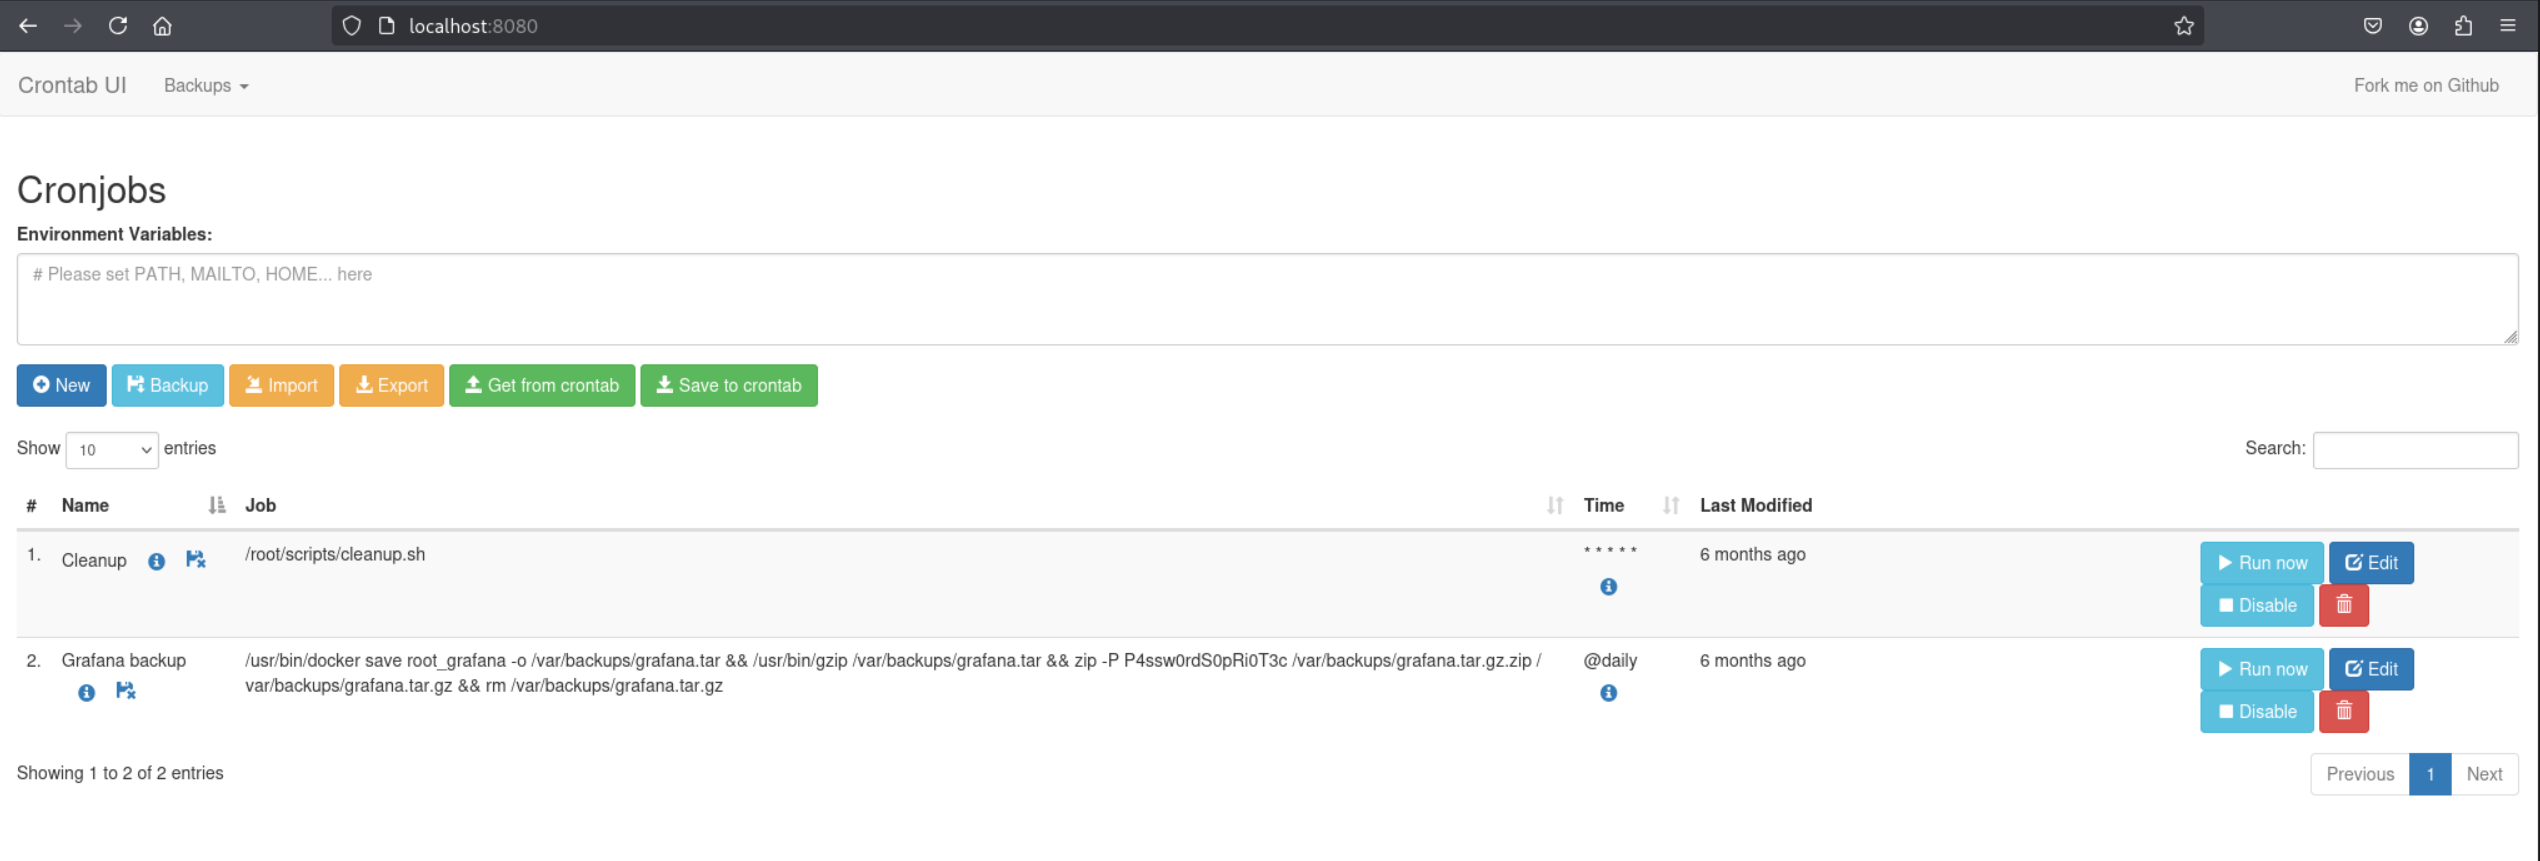 localhost:8080
Crontab UI Backups Fork me on Github
Cronjobs
Environment Variables:
# Please set PATH, MAILTO, HOME... here
New Backup Import Export Get from crontab Save to crontab
Show 10 entries Search:
# Name Job Time Last Modified
1. Cleanup /root/scripts/cleanup.sh * * * * * 6 months ago Run now Edit
Disable
2. Grafana backup /usr/bin/docker save root_grafana -o /var/backups/grafana.tar && /usr/bin/gzip /var/backups/grafana.tar && zip -P P4ssw0rdS0pRi0T3c /var/backups/grafana.tar.gz.zip / @daily 6 months ago Run now Edit
var/backups/grafana.tar.gz && rm /var/backups/grafana.tar.gz
Disable
Showing 1 to 2 of 2 entries Previous 1 Next